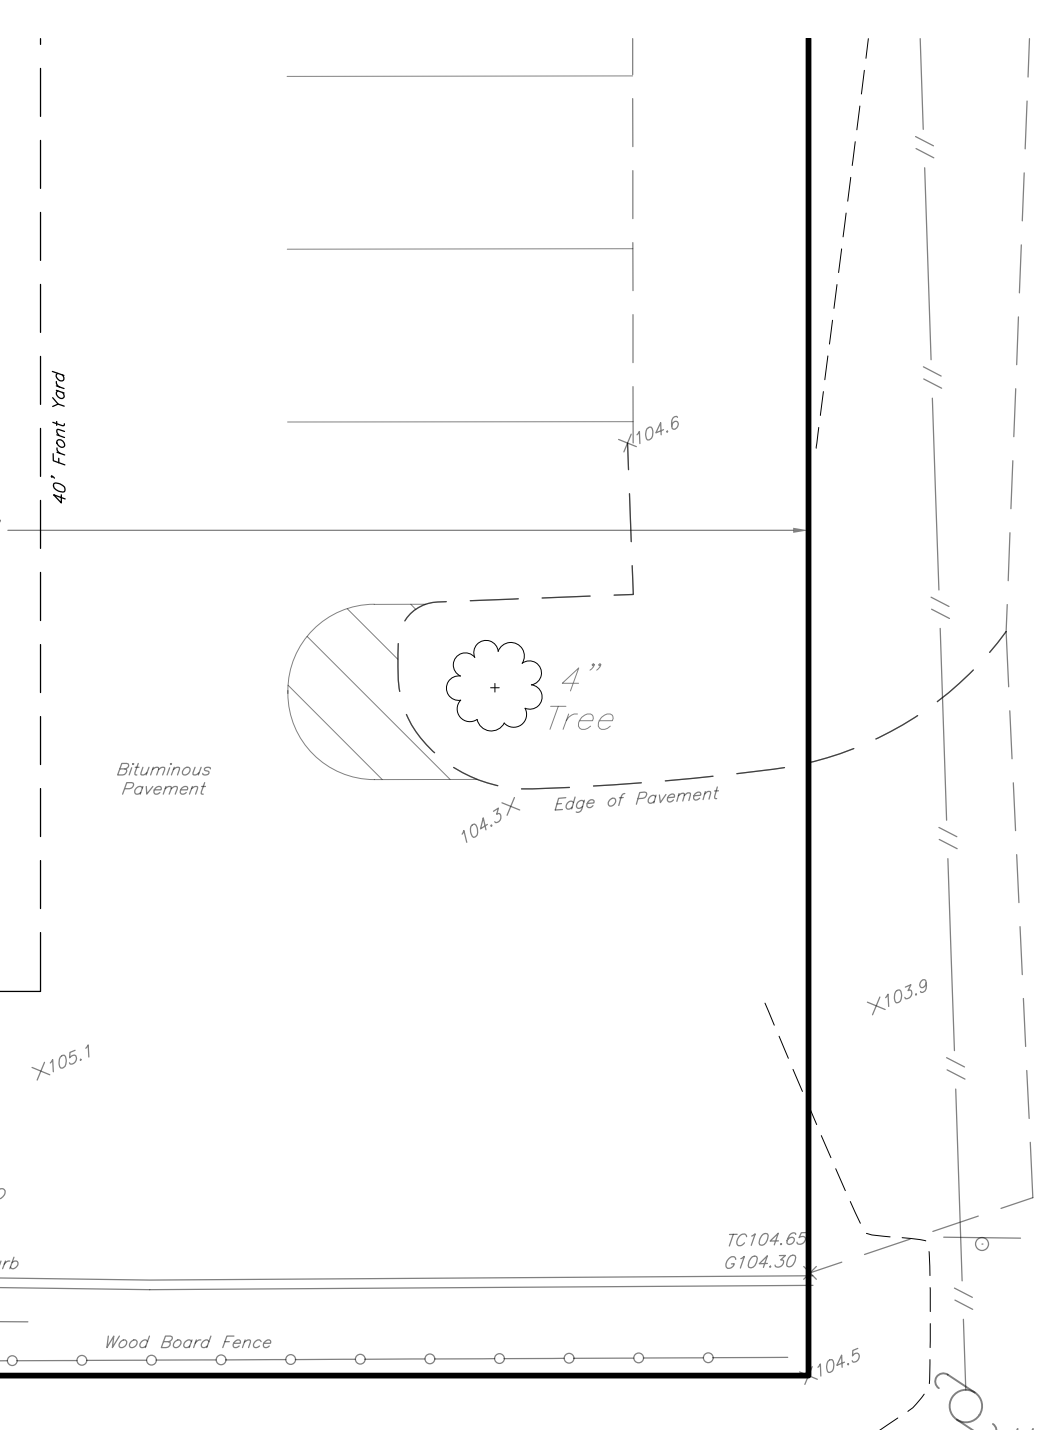 104.6
40' Front Yard
4"
Tree
Bituminous
Pavement
Edge of Pavement
104.3
103.9
105.1
TC104.65
G104.30
Wood Board Fence
104.5